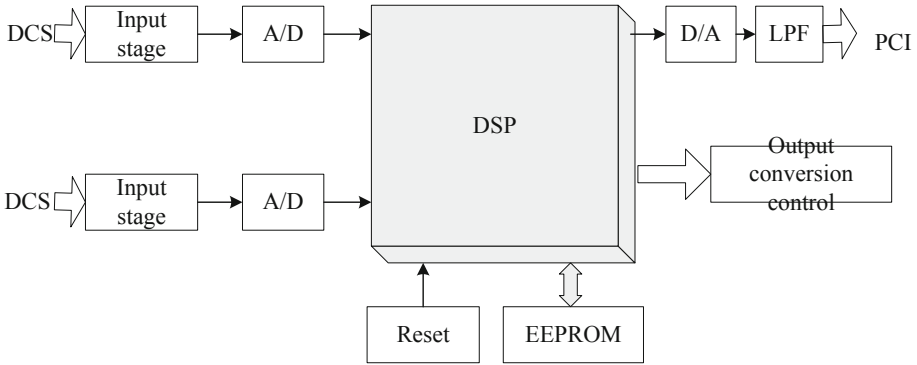 DCS
Input
stage
A/D
DSP
D/A
LPF
PCI
DCS
Input
stage
A/D
Output
conversion
control
Reset
EEPROM